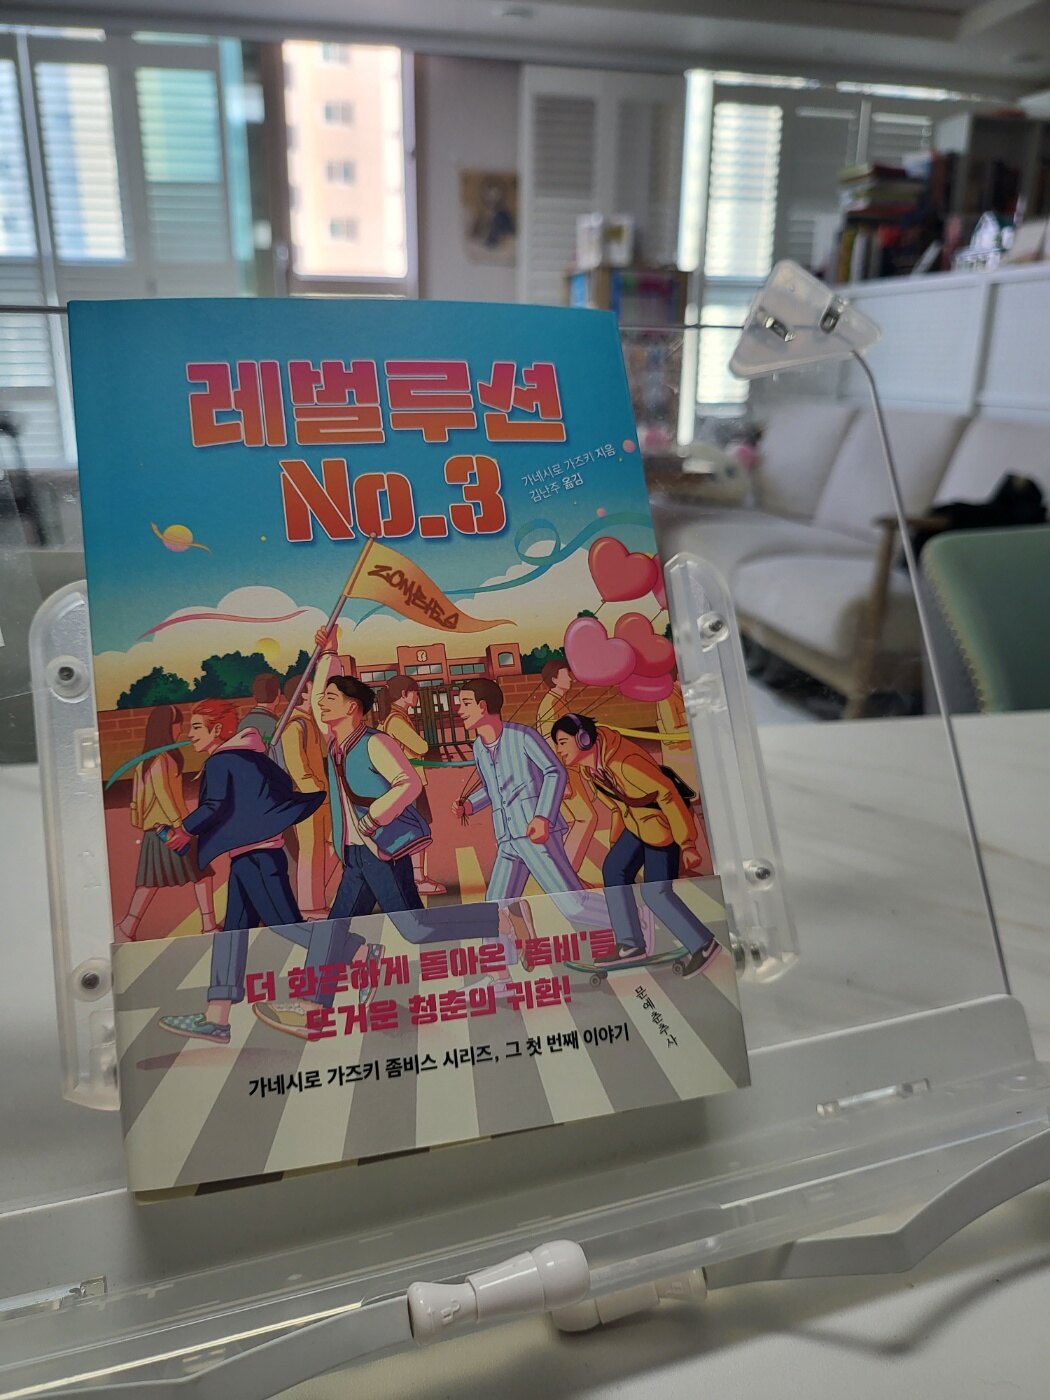 레벌루션
No.3
가네시로 가즈키 지음
김난주 옮김
ZOMBIES
더 화끈하게 돌아온 '좀비'들
뜨거운 청춘의 귀환!
가네시로 가즈키 좀비스 시리즈, 그 첫 번째 이야기
문예춘추사